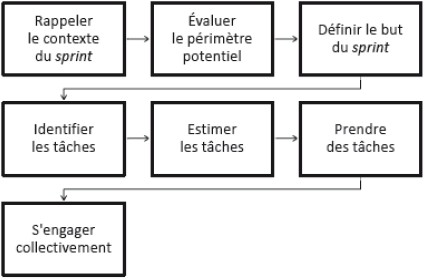 Rappeler
le contexte
du sprint
Évaluer
le périmètre
potentiel
Définir le but
du sprint
Identifier
les tâches
Estimer
les tâches
Prendre
des tâches
S'engager
collectivement